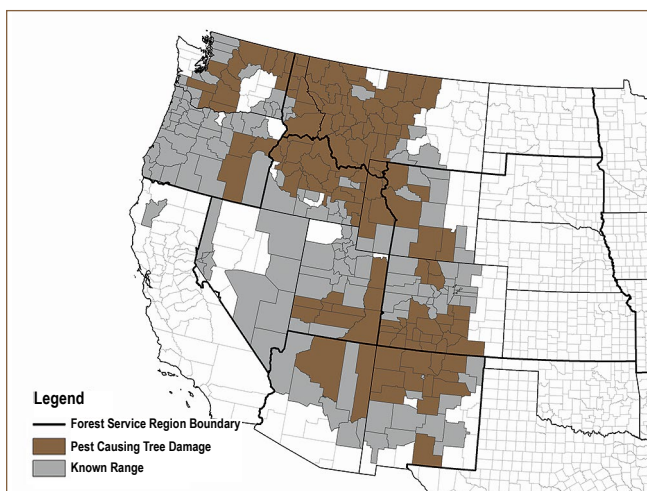 Legend
Forest Service Region Boundary
Pest Causing Tree Damage
Known Range